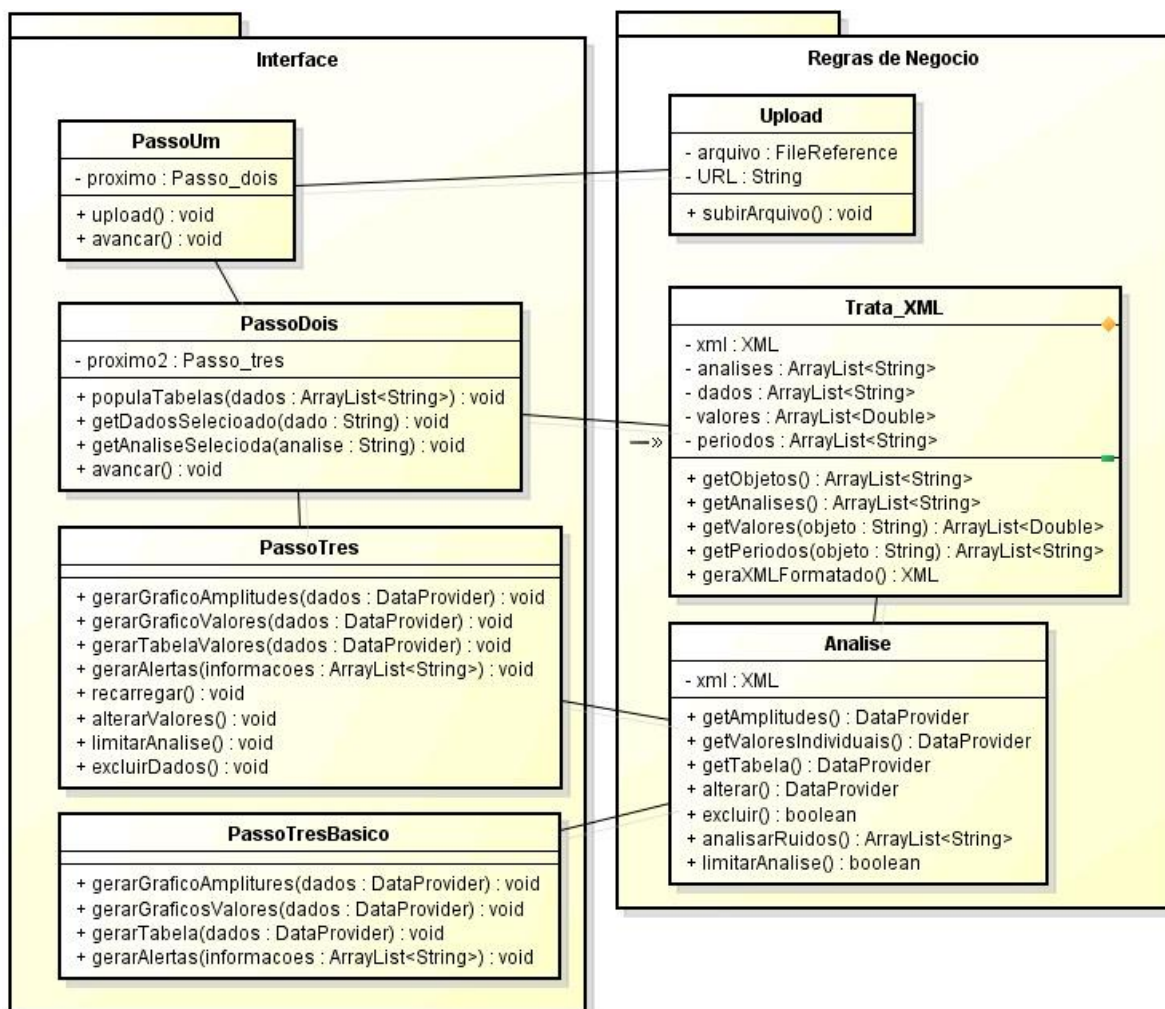 Interface
PassoUm
- proximo : Passo_dois
+ upload() : void
+ avancar() : void
PassoDois
- proximo2 : Passo_tres
+ populaTabelas(dados : ArrayList<String>) : void
+ getDadosSelecioado(dado : String) : void
+ getAnaliseSelecioda(analise : String) : void
+ avancar() : void
PassoTres
+ gerarGraficoAmplitudes(dados : DataProvider) : void
+ gerarGraficoValores(dados : DataProvider) : void
+ gerarTabelaValores(dados : DataProvider) : void
+ gerarAlertas(informacoes : ArrayList<String>) : void
+ recarregar() : void
+ alterarValores() : void
+ limitarAnalise() : void
+ excluirDados() : void
PassoTresBasico
+ gerarGraficoAmplitures(dados : DataProvider) : void
+ gerarGraficosValores(dados : DataProvider) : void
+ gerarTabela(dados : DataProvider) : void
+ gerarAlertas(informacoes : ArrayList<String>) : void
Regras de Negocio
Upload
- arquivo : FileReference
- URL : String
+ subirArquivo() : void
Trata_XML
- xml : XML
- analises : ArrayList<String>
- dados : ArrayList<String>
- valores : ArrayList<Double>
- periodos : ArrayList<String>
+ getObjetos() : ArrayList<String>
+ getAnalises() : ArrayList<String>
+ getValores(objeto : String) : ArrayList<Double>
+ getPeriodos(objeto : String) : ArrayList<String>
+ geraXMLFormatado() : XML
Analise
- xml : XML
+ getAmplitudes() : DataProvider
+ getValoresIndividuais() : DataProvider
+ getTabela() : DataProvider
+ alterar() : DataProvider
+ excluir() : boolean
+ analisarRuidos() : ArrayList<String>
+ limitarAnalise() : boolean